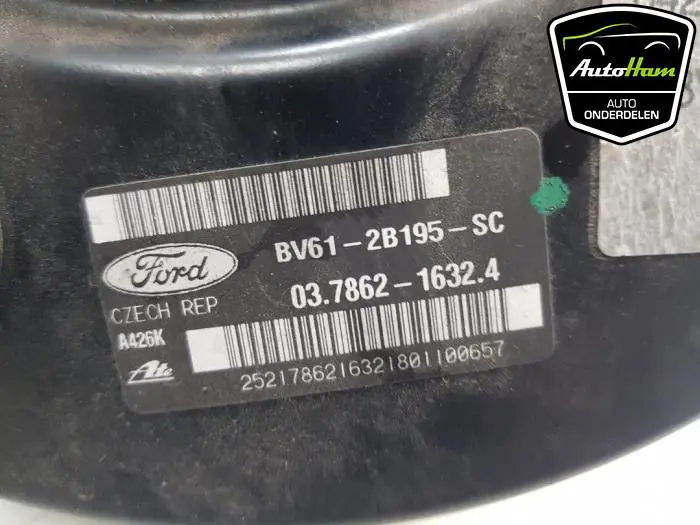 AutoHam
AUTO
ONDERDELEN
Ford
BV61-2B195-SC
CZECH REP
03.7862-1632.4
A426K
Ate
2521786216321801100657